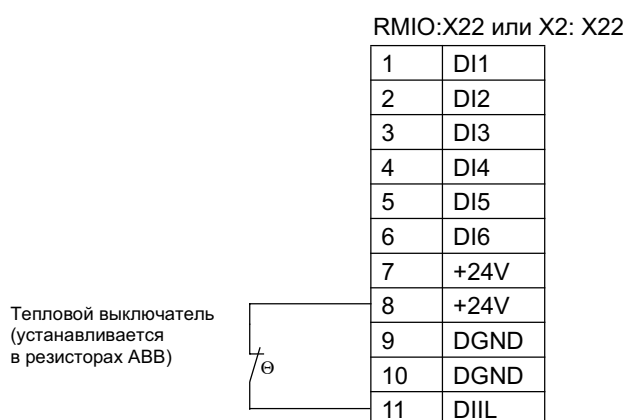 RMIO:X22 или X2: X22
1 DI1
2 DI2
3 DI3
4 DI4
5 DI5
6 DI6
7 +24V
8 +24V
9 DGND
10 DGND
11 DIIL
Тепловой выключатель
(устанавливается
в резисторах ABB)
Θ